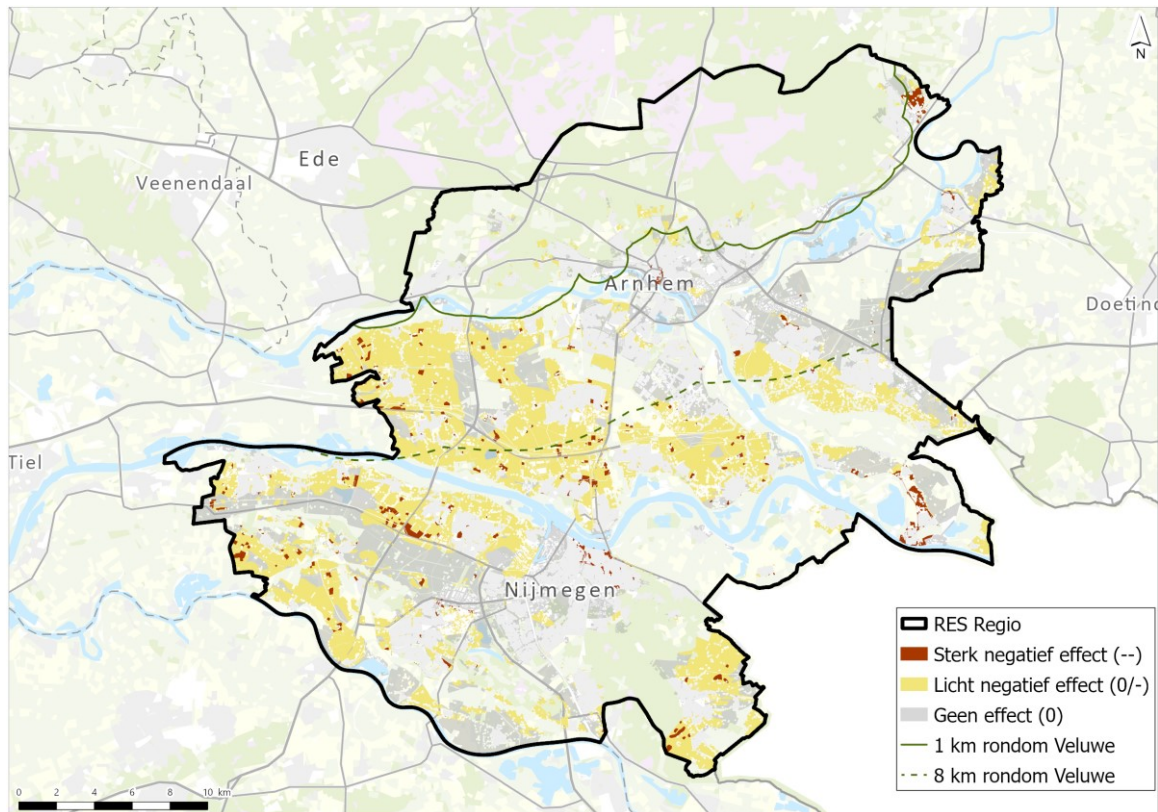 N
Ede
Veenendaal
Arnhem
Doetinc
Tiel
Nijmegen
RES Regio
Sterk negatief effect (--)
Licht negatief effect (0/-)
Geen effect (0)
1 km rondom Veluwe
8 km rondom Veluwe
0 2 4 6 8 10 km